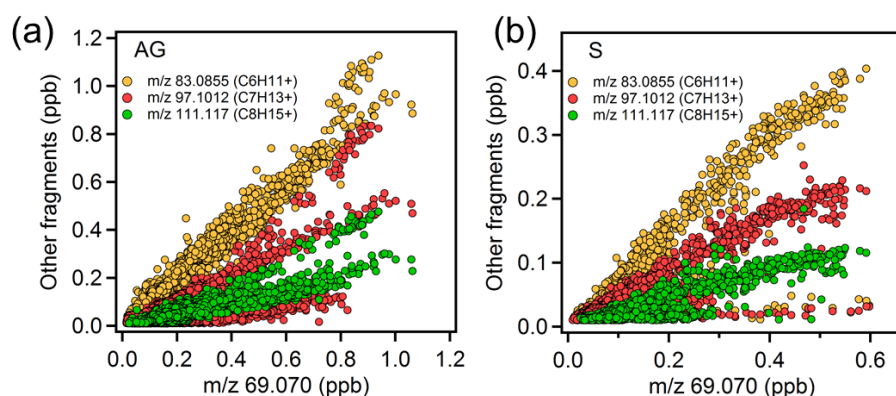 (a)
AG
m/z 83.0855 (C6H11+)
m/z 97.1012 (C7H13+)
m/z 111.117 (C8H15+)
Other fragments (ppb)
1.2
1.0
0.8
0.6
0.4
0.2
0.0
0.0 0.2 0.4 0.6 0.8 1.0 1.2
m/z 69.070 (ppb)
(b)
S
m/z 83.0855 (C6H11+)
m/z 97.1012 (C7H13+)
m/z 111.117 (C8H15+)
Other fragments (ppb)
0.4
0.3
0.2
0.1
0.0
0.0 0.2 0.4 0.6
m/z 69.070 (ppb)